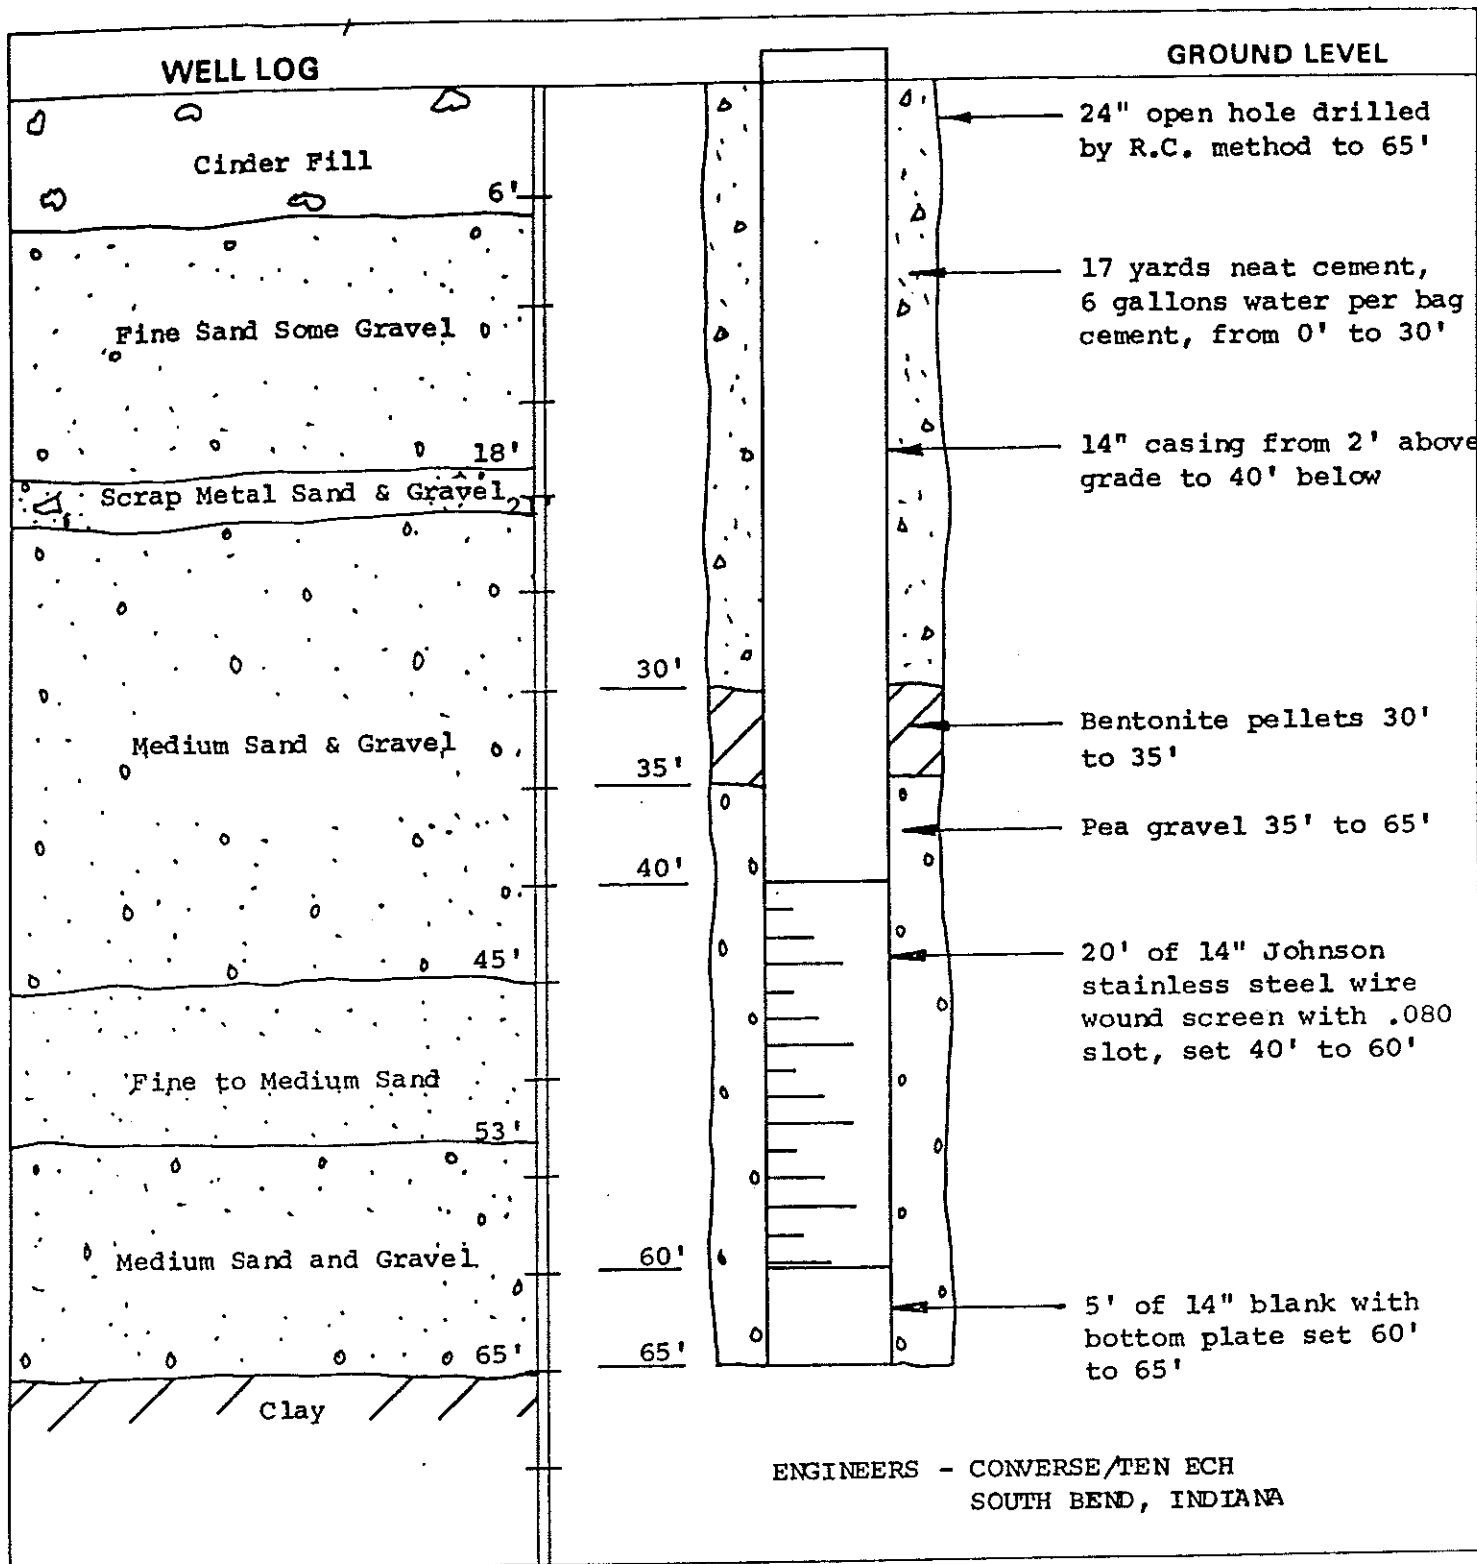 WELL LOG
GROUND LEVEL
Cinder Fill
6'
Fine Sand Some Gravel
18'
Scrap Metal Sand & Gravel
Medium Sand & Gravel
45'
Fine to Medium Sand
53'
Medium Sand and Gravel
65'
Clay
30'
35'
40'
60'
65'
24" open hole drilled
by R.C. method to 65'
17 yards neat cement,
6 gallons water per bag
cement, from 0' to 30'
14" casing from 2' above
grade to 40' below
Bentonite pellets 30'
to 35'
Pea gravel 35' to 65'
20' of 14" Johnson
stainless steel wire
wound screen with .080
slot, set 40' to 60'
5' of 14" blank with
bottom plate set 60'
to 65'
ENGINEERS - CONVERSE/TEN ECH
SOUTH BEND, INDIANA